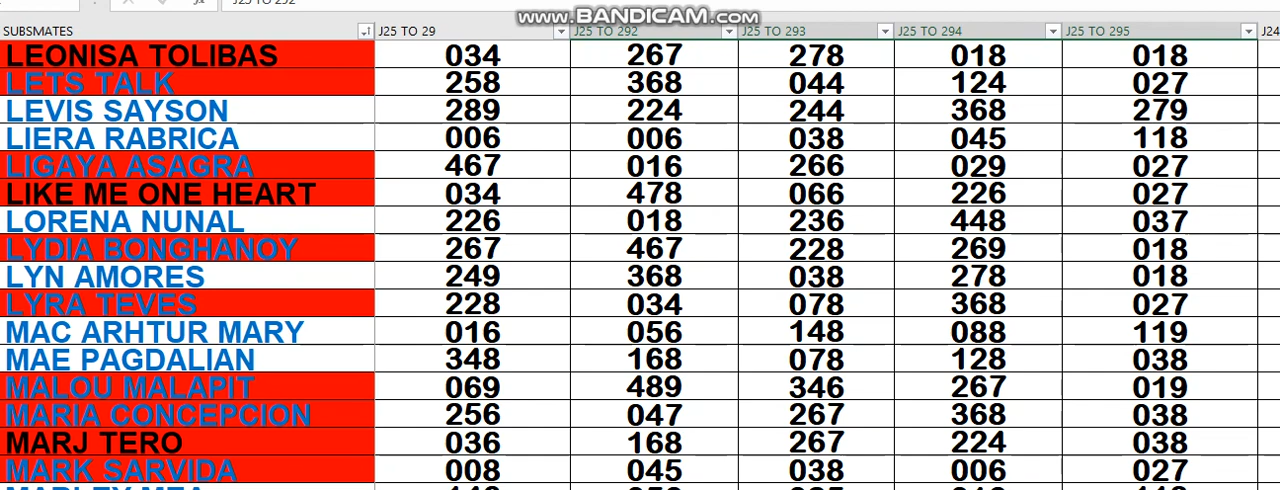 J25 TO 292
www.BANDICAM.com
SUBSMATES J25 TO 29 J25 TO 292 J25 TO 293 J25 TO 294 J25 TO 295 J24
LEONISA TOLIBAS 034 267 278 018 018
LETS TALK 258 368 044 124 027
LEVIS SAYSON 289 224 244 368 279
LIERA RABRICA 006 006 038 045 118
LIGAYA ASAGRA 467 016 266 029 027
LIKE ME ONE HEART 034 478 066 226 027
LORENA NUNAL 226 018 236 448 037
LYDIA BONGHANOY 267 467 228 269 018
LYN AMORES 249 368 038 278 018
LYRA TEVES 228 034 078 368 027
MAC ARHTUR MARY 016 056 148 088 119
MAE PAGDALIAN 348 168 078 128 038
MALOU MALAPIT 069 489 346 267 019
MARIA CONCEPCION 256 047 267 368 038
MARJ TERO 036 168 267 224 038
MARK SARVIDA 008 045 038 006 027